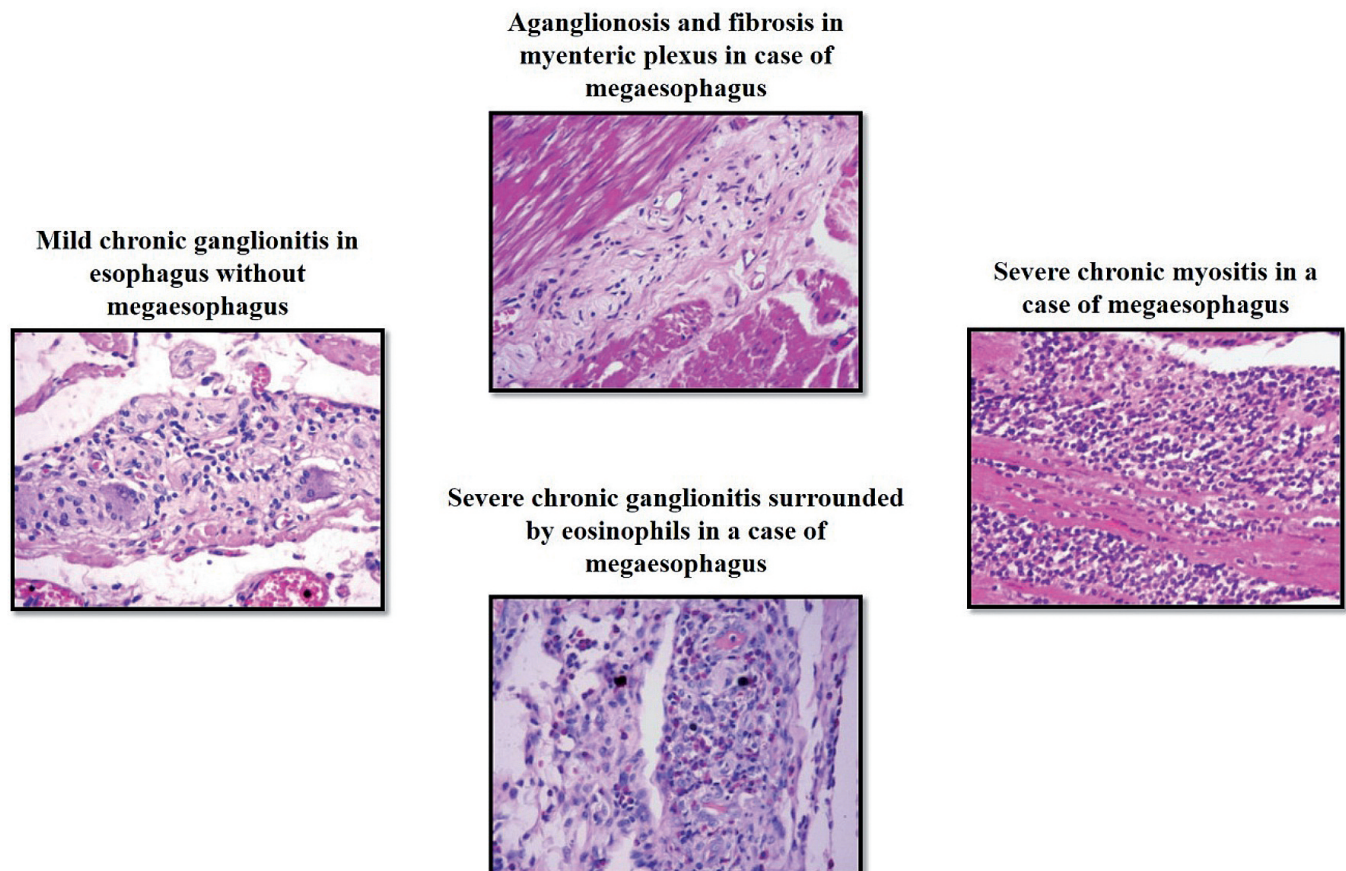 Aganglionosis and fibrosis in
myenteric plexus in case of
megaesophagus
Mild chronic ganglionitis in
esophagus without
megaesophagus
Severe chronic myositis in a
case of megaesophagus
Severe chronic ganglionitis surrounded
by eosinophils in a case of
megaesophagus